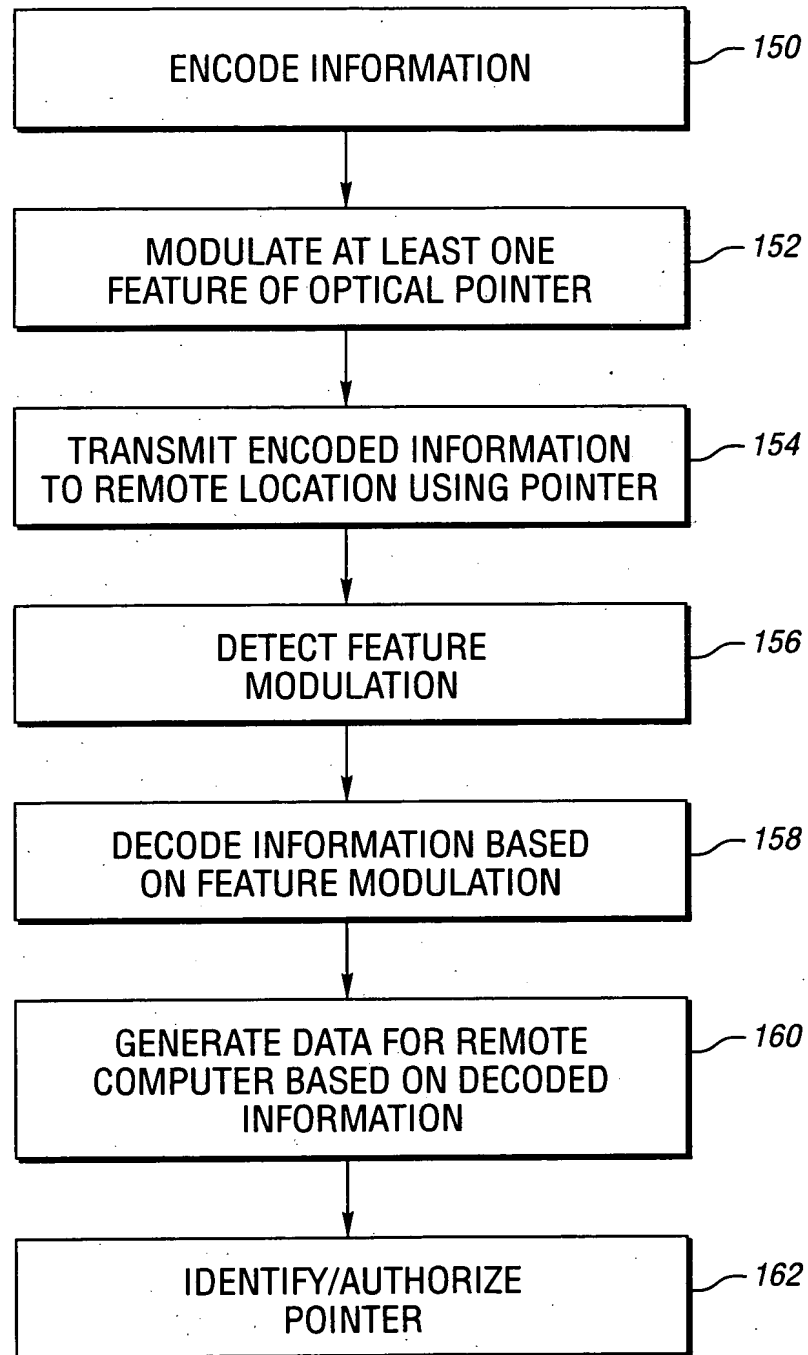 ENCODE INFORMATION
150
MODULATE AT LEAST ONE
FEATURE OF OPTICAL POINTER
152
TRANSMIT ENCODED INFORMATION
TO REMOTE LOCATION USING POINTER
154
DETECT FEATURE
MODULATION
156
DECODE INFORMATION BASED
ON FEATURE MODULATION
158
GENERATE DATA FOR REMOTE
COMPUTER BASED ON DECODED
INFORMATION
160
IDENTIFY/AUTHORIZE
POINTER
162